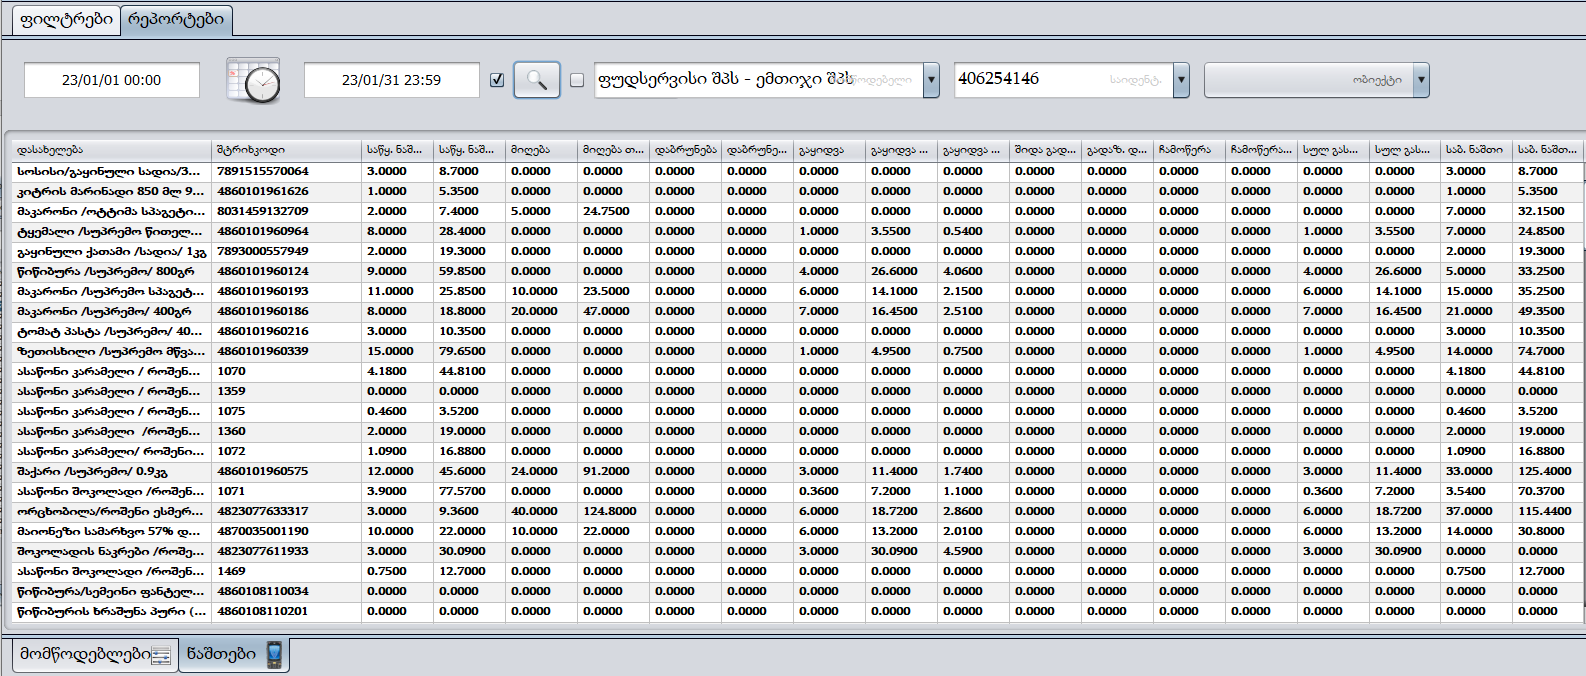 ფილტრები რეპორტები
23/01/01 00:00 23/01/31 23:59 ფუდსერვისი შპს - ემთიჯი შპს 406254146 საიდენტ. ობიექტი
დასახელება შტრიხკოდი საწყ. ნაშ... საწყ. ნაშ... მიღება მიღება თ... დაბრუნება დაბრუნე... გაყიდვა გაყიდვა ... გაყიდვა ... შიდა გად... გადაზ. დ... ჩამოწერა ჩამოწერა... სულ გას... სულ გას... საბ. ნაშთი საბ. ნაშთ...
სოსისი/გაყინული სადია/3... 7891515570064 3.0000 8.7000 0.0000 0.0000 0.0000 0.0000 0.0000 0.0000 0.0000 0.0000 0.0000 0.0000 0.0000 0.0000 0.0000 3.0000 8.7000
კიტრის მარინადი 850 მლ 9... 4860101961626 1.0000 5.3500 0.0000 0.0000 0.0000 0.0000 0.0000 0.0000 0.0000 0.0000 0.0000 0.0000 0.0000 0.0000 0.0000 1.0000 5.3500
მაკარონი /ოტტიმა სპაგეტი... 8031459132709 2.0000 7.4000 5.0000 24.7500 0.0000 0.0000 0.0000 0.0000 0.0000 0.0000 0.0000 0.0000 0.0000 0.0000 0.0000 7.0000 32.1500
ტყემალი /სუპრემო წითელ... 4860101960964 8.0000 28.4000 0.0000 0.0000 0.0000 0.0000 1.0000 3.5500 0.5400 0.0000 0.0000 0.0000 0.0000 1.0000 3.5500 7.0000 24.8500
გაყინული ქათამი /სადია/ 1კგ 7893000557949 2.0000 19.3000 0.0000 0.0000 0.0000 0.0000 0.0000 0.0000 0.0000 0.0000 0.0000 0.0000 0.0000 0.0000 0.0000 2.0000 19.3000
წიწიბურა /სუპრემო/ 800გრ 4860101960124 9.0000 59.8500 0.0000 0.0000 0.0000 0.0000 4.0000 26.6000 4.0600 0.0000 0.0000 0.0000 0.0000 4.0000 26.6000 5.0000 33.2500
მაკარონი /სუპრემო სპაგეტ... 4860101960193 11.0000 25.8500 10.0000 23.5000 0.0000 0.0000 6.0000 14.1000 2.1500 0.0000 0.0000 0.0000 0.0000 6.0000 14.1000 15.0000 35.2500
მაკარონი /სუპრემო/ 400გრ 4860101960186 8.0000 18.8000 20.0000 47.0000 0.0000 0.0000 7.0000 16.4500 2.5100 0.0000 0.0000 0.0000 0.0000 7.0000 16.4500 21.0000 49.3500
ტომატ პასტა /სუპრემო/ 40... 4860101960216 3.0000 10.3500 0.0000 0.0000 0.0000 0.0000 0.0000 0.0000 0.0000 0.0000 0.0000 0.0000 0.0000 0.0000 0.0000 3.0000 10.3500
ზეთისხილი /სუპრემო მწვა... 4860101960339 15.0000 79.6500 0.0000 0.0000 0.0000 0.0000 1.0000 4.9500 0.7500 0.0000 0.0000 0.0000 0.0000 1.0000 4.9500 14.0000 74.7000
ასაწონი კარამელი / როშენ... 1070 4.1800 44.8100 0.0000 0.0000 0.0000 0.0000 0.0000 0.0000 0.0000 0.0000 0.0000 0.0000 0.0000 0.0000 0.0000 4.1800 44.8100
ასაწონი კარამელი / როშენ... 1359 0.0000 0.0000 0.0000 0.0000 0.0000 0.0000 0.0000 0.0000 0.0000 0.0000 0.0000 0.0000 0.0000 0.0000 0.0000 0.0000 0.0000
ასაწონი კარამელი / როშენ... 1075 0.4600 3.5200 0.0000 0.0000 0.0000 0.0000 0.0000 0.0000 0.0000 0.0000 0.0000 0.0000 0.0000 0.0000 0.0000 0.4600 3.5200
ასაწონი კარამელი /როშენ... 1360 2.0000 19.0000 0.0000 0.0000 0.0000 0.0000 0.0000 0.0000 0.0000 0.0000 0.0000 0.0000 0.0000 0.0000 0.0000 2.0000 19.0000
ასაწონი კარამელი/ როშენი... 1072 1.0900 16.8800 0.0000 0.0000 0.0000 0.0000 0.0000 0.0000 0.0000 0.0000 0.0000 0.0000 0.0000 0.0000 0.0000 1.0900 16.8800
შაქარი /სუპრემო/ 0.9კგ 4860101960575 12.0000 45.6000 24.0000 91.2000 0.0000 0.0000 3.0000 11.4000 1.7400 0.0000 0.0000 0.0000 0.0000 3.0000 11.4000 33.0000 125.4000
ასაწონი შოკოლადი /როშენ... 1071 3.9000 77.5700 0.0000 0.0000 0.0000 0.0000 0.3600 7.2000 1.1000 0.0000 0.0000 0.0000 0.0000 0.3600 7.2000 3.5400 70.3700
ორცხობილა/როშენი ესმერ... 4823077633317 3.0000 9.3600 40.0000 124.8000 0.0000 0.0000 6.0000 18.7200 2.8600 0.0000 0.0000 0.0000 0.0000 6.0000 18.7200 37.0000 115.4400
მაიონეზი სამარხვო 57% დ... 4870035001190 10.0000 22.0000 10.0000 22.0000 0.0000 0.0000 6.0000 13.2000 2.0100 0.0000 0.0000 0.0000 0.0000 6.0000 13.2000 14.0000 30.8000
შოკოლადის ნაკრები /როშე... 4823077611933 3.0000 30.0900 0.0000 0.0000 0.0000 0.0000 3.0000 30.0900 4.5900 0.0000 0.0000 0.0000 0.0000 3.0000 30.0900 0.0000 0.0000
ასაწონი შოკოლადი /როშენ... 1469 0.7500 12.7000 0.0000 0.0000 0.0000 0.0000 0.0000 0.0000 0.0000 0.0000 0.0000 0.0000 0.0000 0.0000 0.0000 0.7500 12.7000
წიწიბურა/სემეინი ფანტელ... 4860108110034 0.0000 0.0000 0.0000 0.0000 0.0000 0.0000 0.0000 0.0000 0.0000 0.0000 0.0000 0.0000 0.0000 0.0000 0.0000 0.0000 0.0000
წიწიბურის ხრაშუნა პური (... 4860108110201 0.0000 0.0000 0.0000 0.0000 0.0000 0.0000 0.0000 0.0000 0.0000 0.0000 0.0000 0.0000 0.0000 0.0000 0.0000 0.0000 0.0000
მომწოდებლები ნაშთები